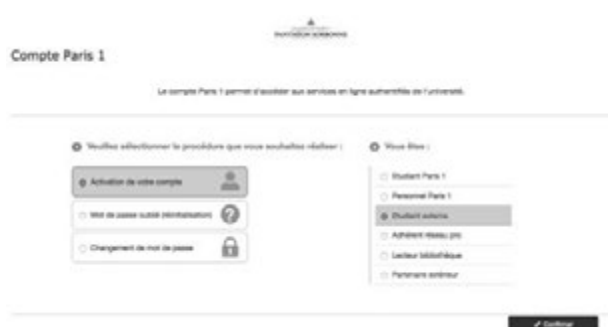 PANTHÉON SORBONNE
Compte Paris 1
Le compte Paris 1 permet d'accéder aux services en ligne authentifiés de l'université.
Veuillez sélectionner la procédure que vous souhaitez réaliser :
Activation de votre compte
Mot de passe oublié (réinitialisation)
Changement de mot de passe
Vous êtes :
Etudiant Paris 1
Personnel Paris 1
Etudiant externe
Adhérent réseau pro
Lecteur bibliothèque
Partenaire extérieur
Confirmer